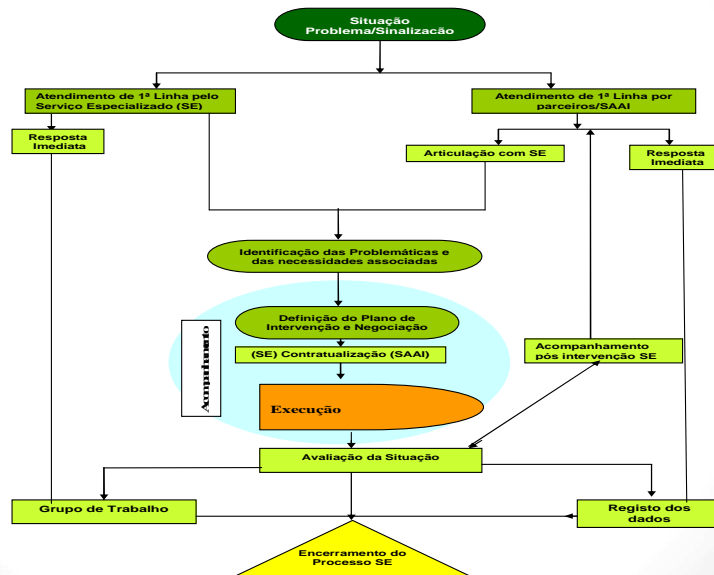 Situação
Problema/Sinalizacão
Atendimento de 1ª Linha pelo
Serviço Especializado (SE)
Atendimento de 1ª Linha por
parceiros/SAAI
Resposta
Imediata
Articulação com SE
Resposta
Imediata
Identificação das Problemáticas e
das necessidades associadas
Definição do Plano de
Intervenção e Negociação
(SE) Contratualização (SAAI)
Acompanhamento
Acompanhamento
pós intervenção SE
Execução
Avaliação da Situação
Grupo de Trabalho
Registo dos
dados
Encerramento do
Processo SE